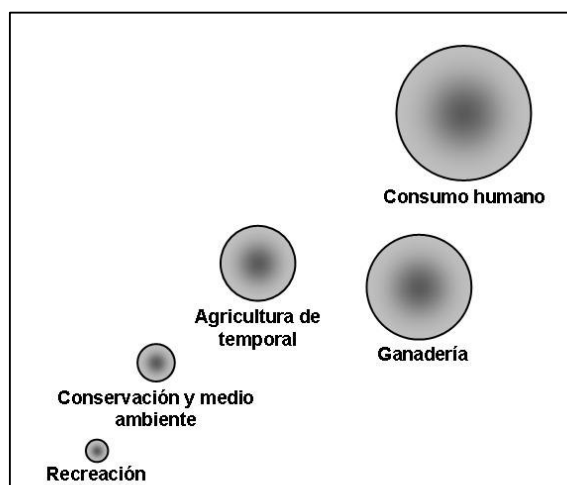 Consumo humano
Agricultura de
temporal
Ganadería
Conservación y medio
ambiente
Recreación